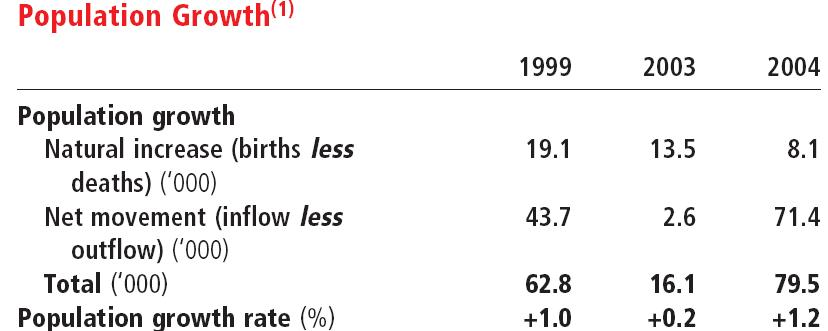 Population Growth(1)
1999 2003 2004
Population growth
Natural increase (births less 19.1 13.5 8.1
deaths) (‘000)
Net movement (inflow less 43.7 2.6 71.4
outflow) (‘000)
Total (‘000) 62.8 16.1 79.5
Population growth rate (%) +1.0 +0.2 +1.2